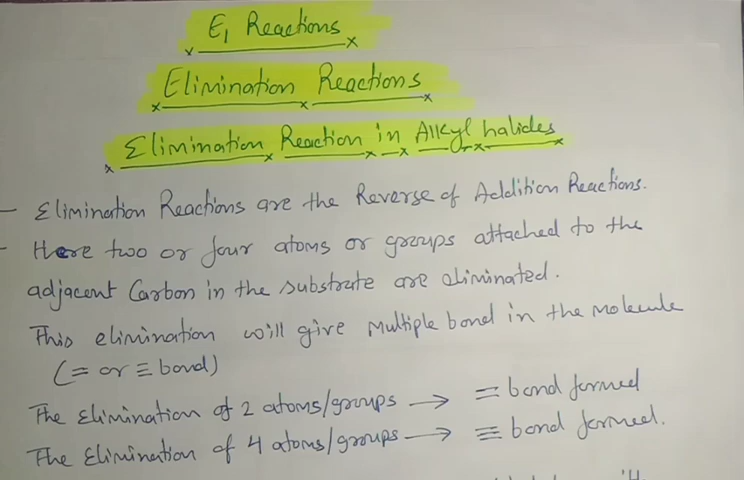 E₁ Reactions
Elimination Reactions
Elimination Reaction in Alkyl halides
— Elimination Reactions are the Reverse of Addition Reactions.
- Here two or four atoms or groups attached to the
adjacent Carbon in the substrate are eliminated.
This elimination will give Multiple bond in the molecule
(= or ≡ bond)
The Elimination of 2 atoms/groups → = bond formed
The Elimination of 4 atoms/groups → ≡ bond formed.